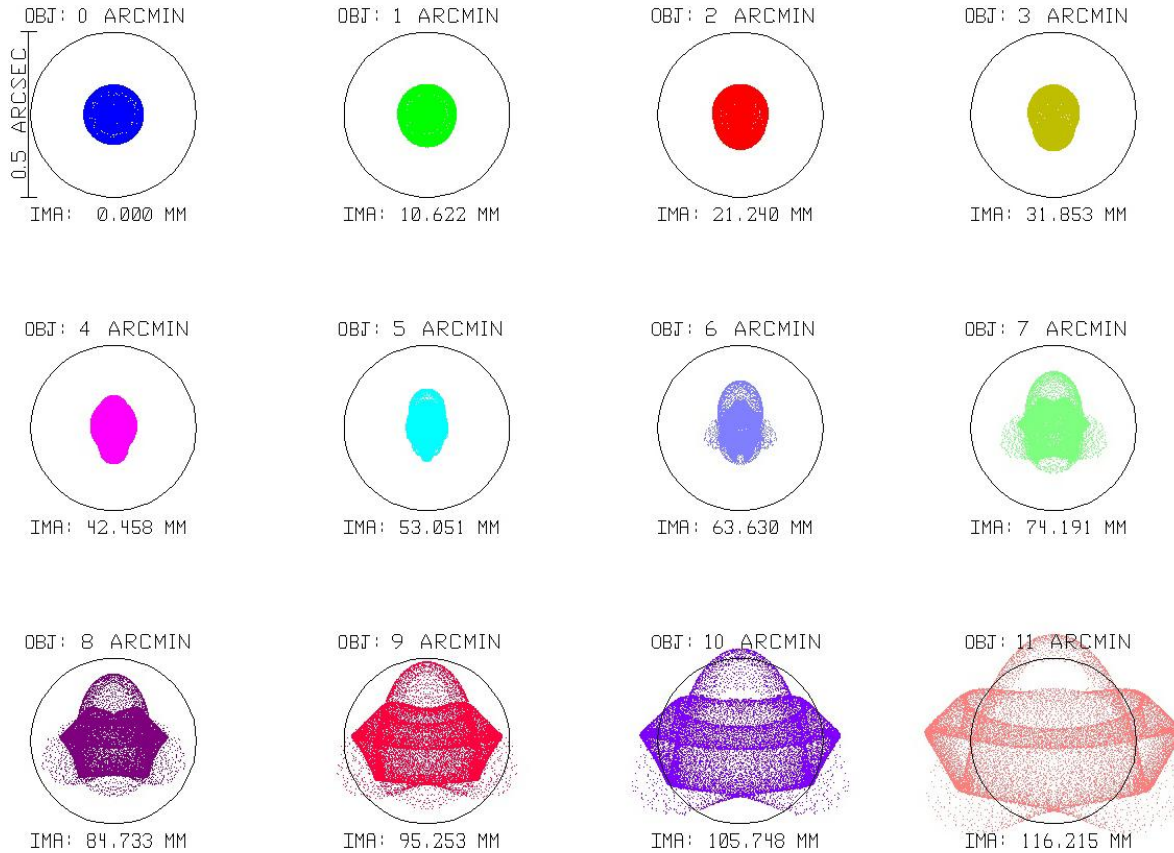 OBJ: 0 ARCMIN
OBJ: 1 ARCMIN
OBJ: 2 ARCMIN
OBJ: 3 ARCMIN
0.5 ARCSEC
IMA: 0.000 MM
IMA: 10.622 MM
IMA: 21.240 MM
IMA: 31.853 MM
OBJ: 4 ARCMIN
OBJ: 5 ARCMIN
OBJ: 6 ARCMIN
OBJ: 7 ARCMIN
IMA: 42.458 MM
IMA: 53.051 MM
IMA: 63.630 MM
IMA: 74.191 MM
OBJ: 8 ARCMIN
OBJ: 9 ARCMIN
OBJ: 10 ARCMIN
OBJ: 11 ARCMIN
IMA: 84.733 MM
IMA: 95.253 MM
IMA: 105.748 MM
IMA: 116.215 MM